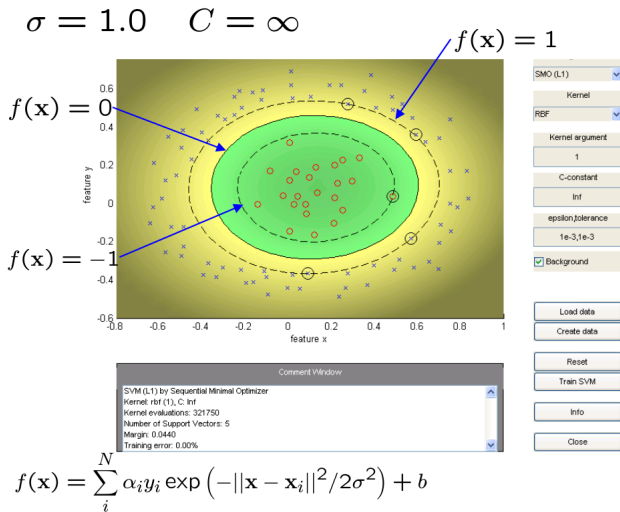 σ = 1.0 C = ∞
f(x) = 1
SMO (L1)
Kernel
RBF
f(x) = 0
Kernel argument
1
C-constant
Inf
epsilon,tolerance
1e-3,1e-3
Background
f(x) = −1
0.6
0.4
0.2
0
-0.2
-0.4
-0.6
feature y
-0.8 -0.6 -0.4 -0.2 0 0.2 0.4 0.6 0.8 1
feature x
Load data
Create data
Reset
Train SVM
Info
Close
Comment Window
SVM (L1) by Sequential Minimal Optimizer
Kernel: rbf (1), C: Inf
Kernel evaluations: 321750
Number of Support Vectors: 5
Margin: 0.0440
Training error: 0.00%
f(x) = ∑_i^N α_i y_i exp (−||x − x_i||²/2σ²) + b